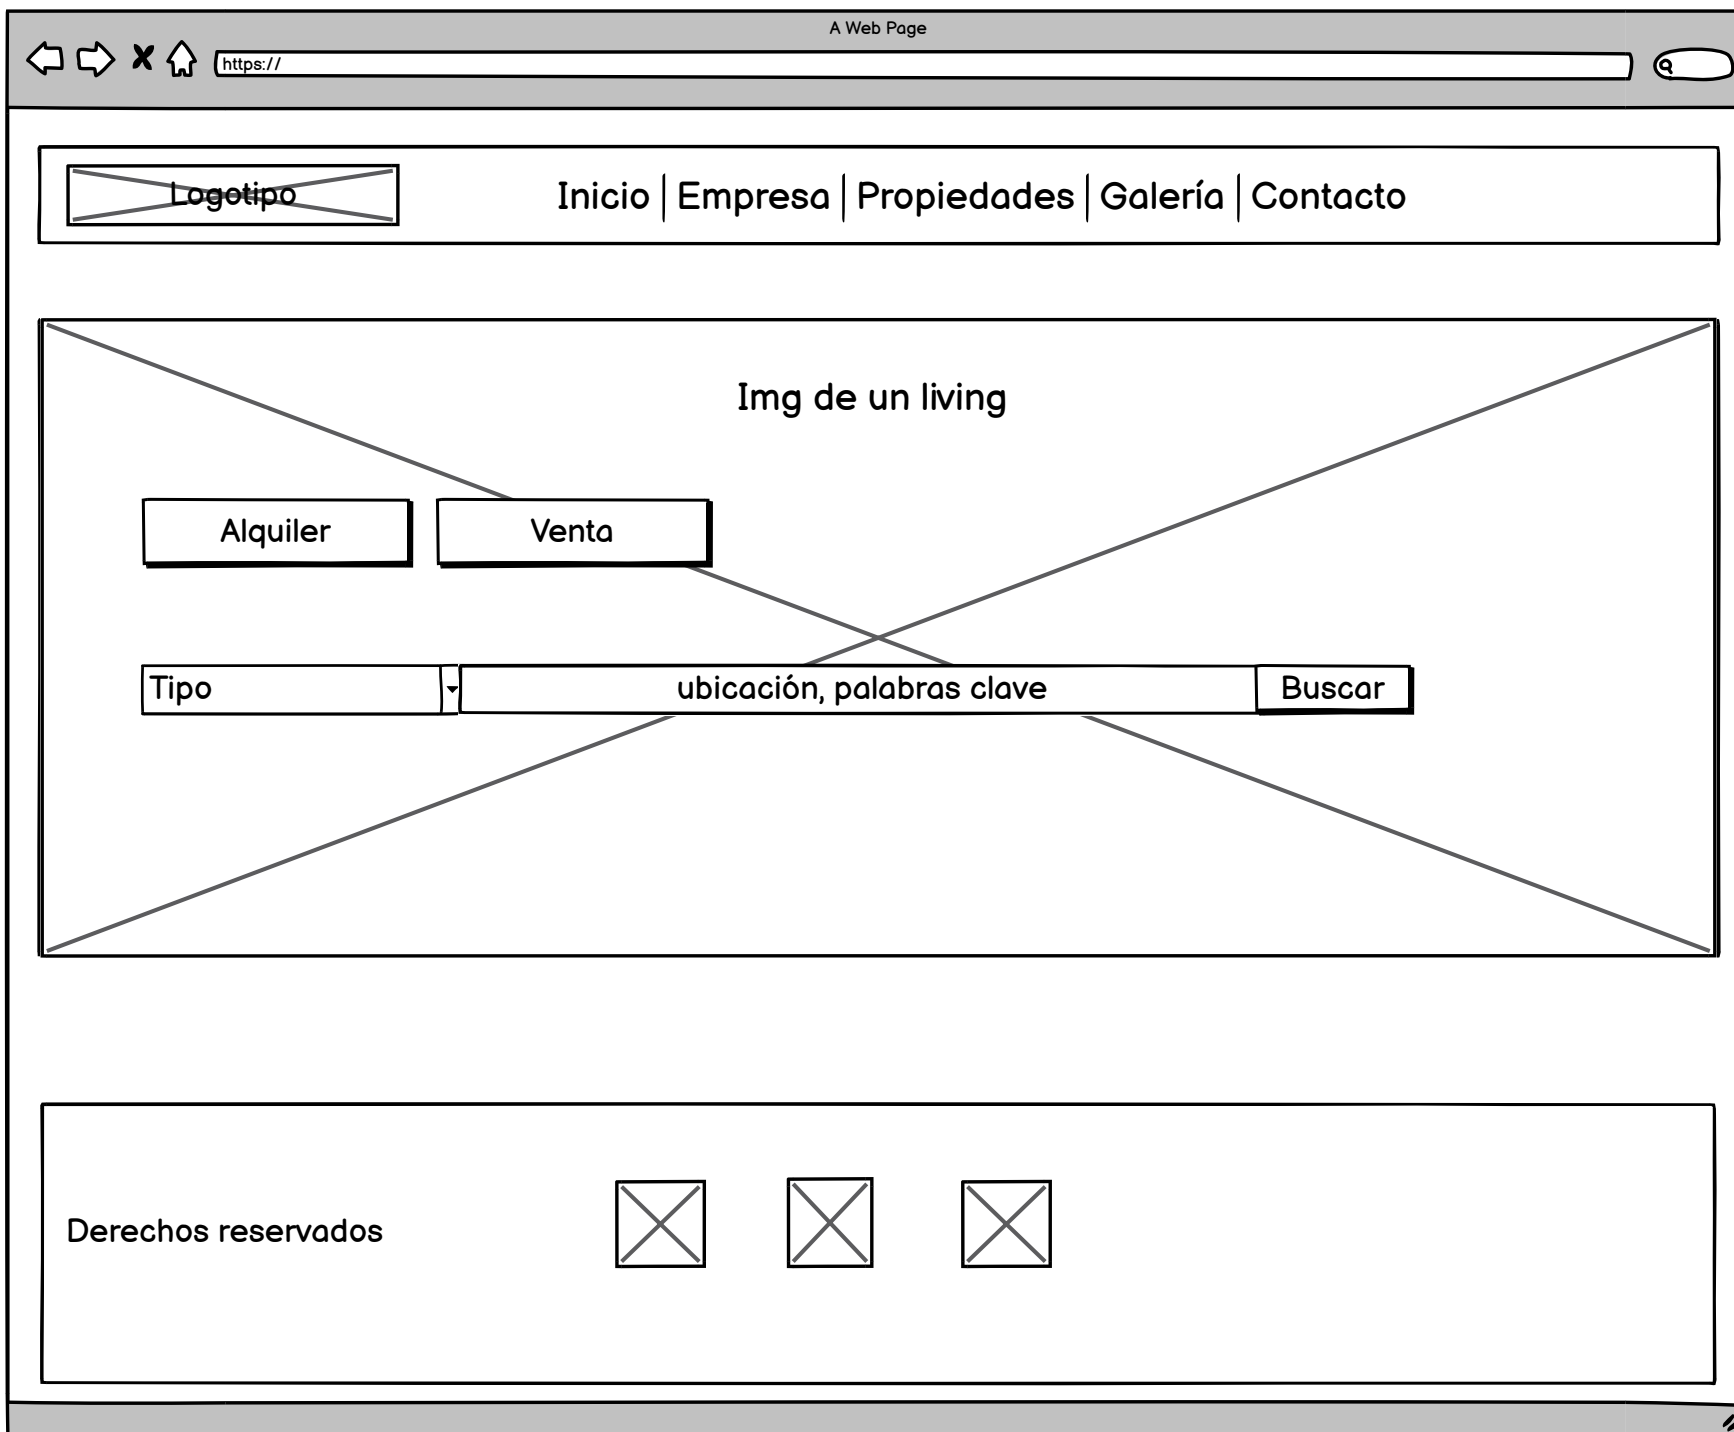 A Web Page
https://
Logotipo
Inicio Empresa Propiedades Galería Contacto
Img de un living
Alquiler Venta
Tipo ubicación, palabras clave Buscar
Derechos reservados